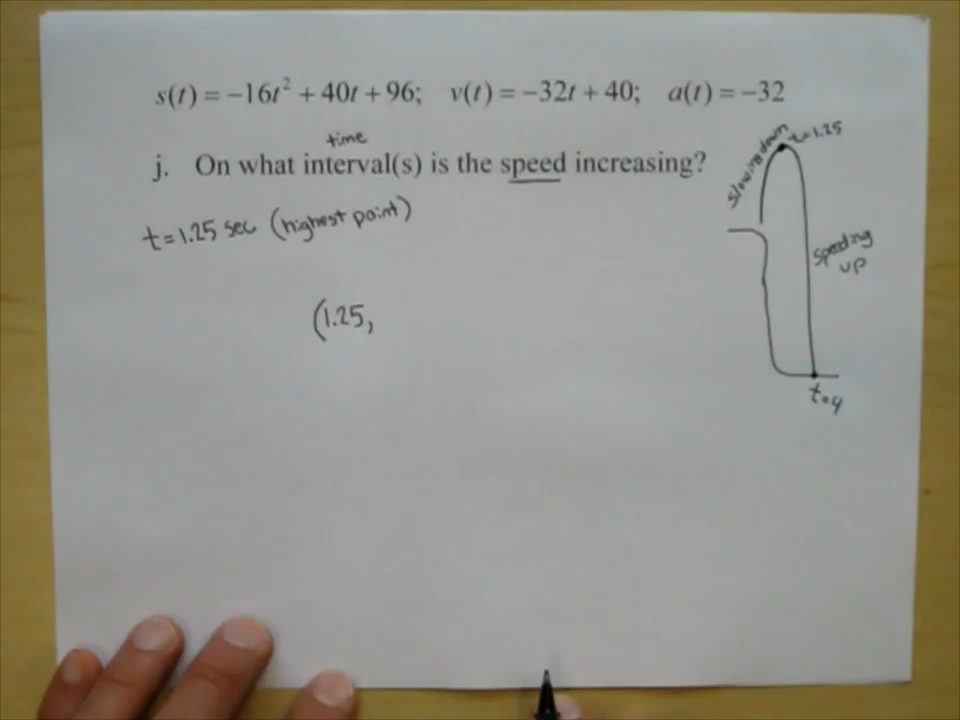 s(t) = −16t² + 40t + 96; v(t) = −32t + 40; a(t) = −32
time
j. On what interval(s) is the speed increasing?
t=1.25 sec (highest point)
(1.25,
slowing down
t=1.25
speeding
up
t=4